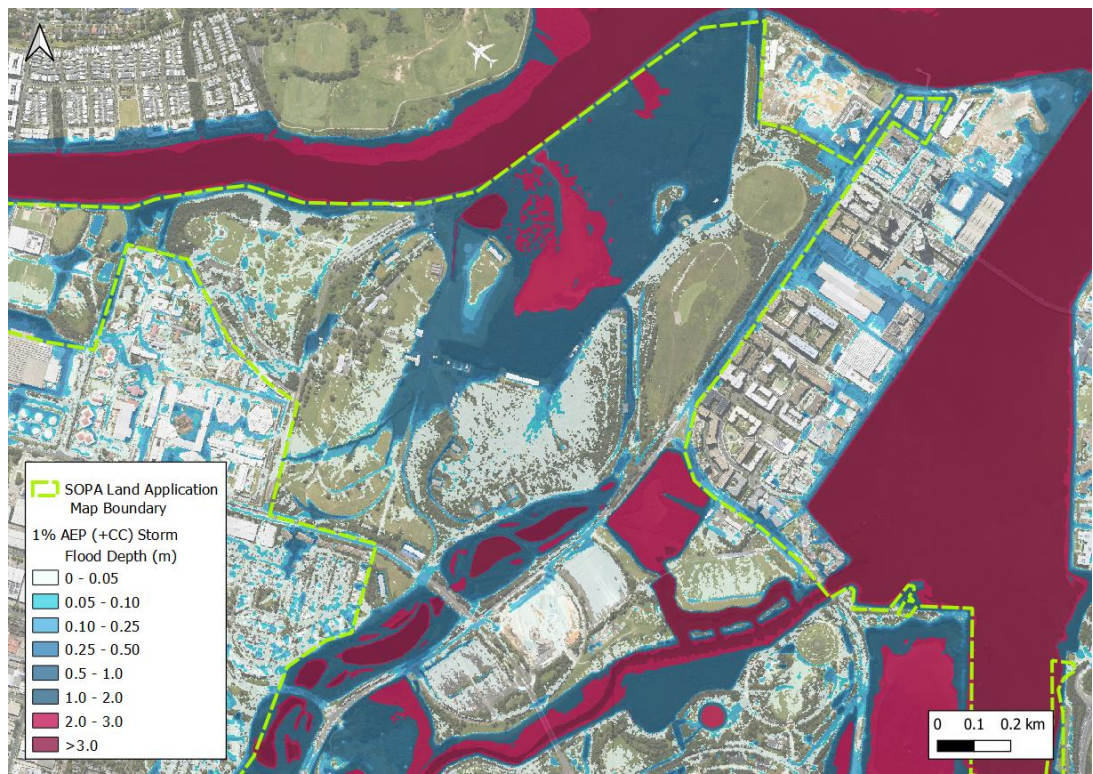 SOPA Land Application
Map Boundary
1% AEP (+CC) Storm
Flood Depth (m)
0 - 0.05
0.05 - 0.10
0.10 - 0.25
0.25 - 0.50
0.5 - 1.0
1.0 - 2.0
2.0 - 3.0
>3.0
0 0.1 0.2 km